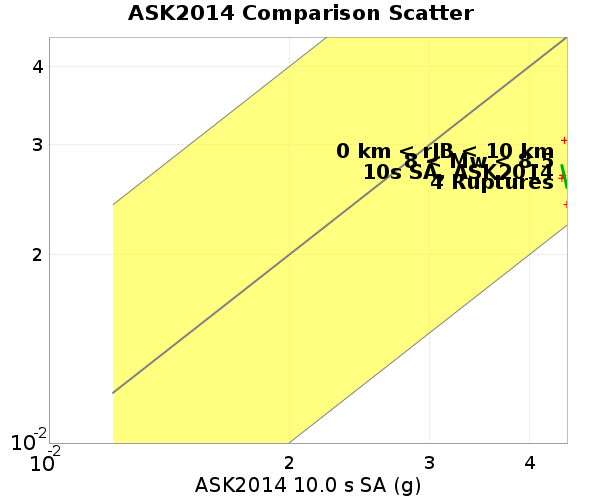 ASK2014 Comparison Scatter
4
3
0 km < rJB < 10 km
8 < Mw < 8.5
10s SA, ASK2014
4 Ruptures
2
10-2
10-2
2
3
4
ASK2014 10.0 s SA (g)